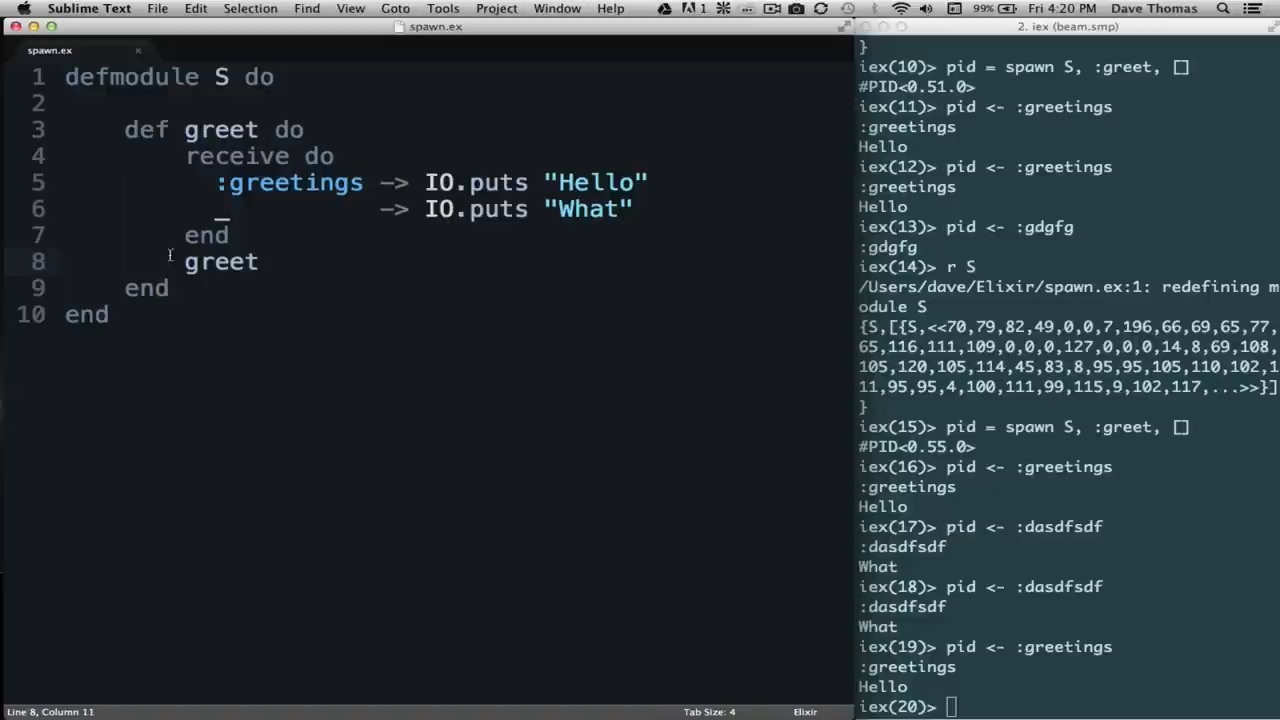 Sublime Text File Edit Selection Find View Goto Tools Project Window Help 1 99% Fri 4:20 PM Dave Thomas
spawn.ex
2. iex (beam.smp)
spawn.ex
1 defmodule S do
2
3 def greet do
4 receive do
5 :greetings -> IO.puts "Hello"
6 _ -> IO.puts "What"
7 end
8 greet
9 end
10 end
}
iex(10)> pid = spawn S, :greet, []
#PID<0.51.0>
iex(11)> pid <- :greetings
:greetings
Hello
iex(12)> pid <- :greetings
:greetings
Hello
iex(13)> pid <- :gdgfg
:gdgfg
iex(14)> r S
/Users/dave/Elixir/spawn.ex:1: redefining m
odule S
{S,[{S,<<70,79,82,49,0,0,7,196,66,69,65,77,
65,116,111,109,0,0,0,127,0,0,0,14,8,69,108,
105,120,105,114,45,83,8,95,95,105,110,102,1
11,95,95,4,100,111,99,115,9,102,117,...>>}]
}
iex(15)> pid = spawn S, :greet, []
#PID<0.55.0>
iex(16)> pid <- :greetings
:greetings
Hello
iex(17)> pid <- :dasdfsdf
:dasdfsdf
What
iex(18)> pid <- :dasdfsdf
:dasdfsdf
What
iex(19)> pid <- :greetings
:greetings
Hello
iex(20)>
Line 8, Column 11
Tab Size: 4
Elixir